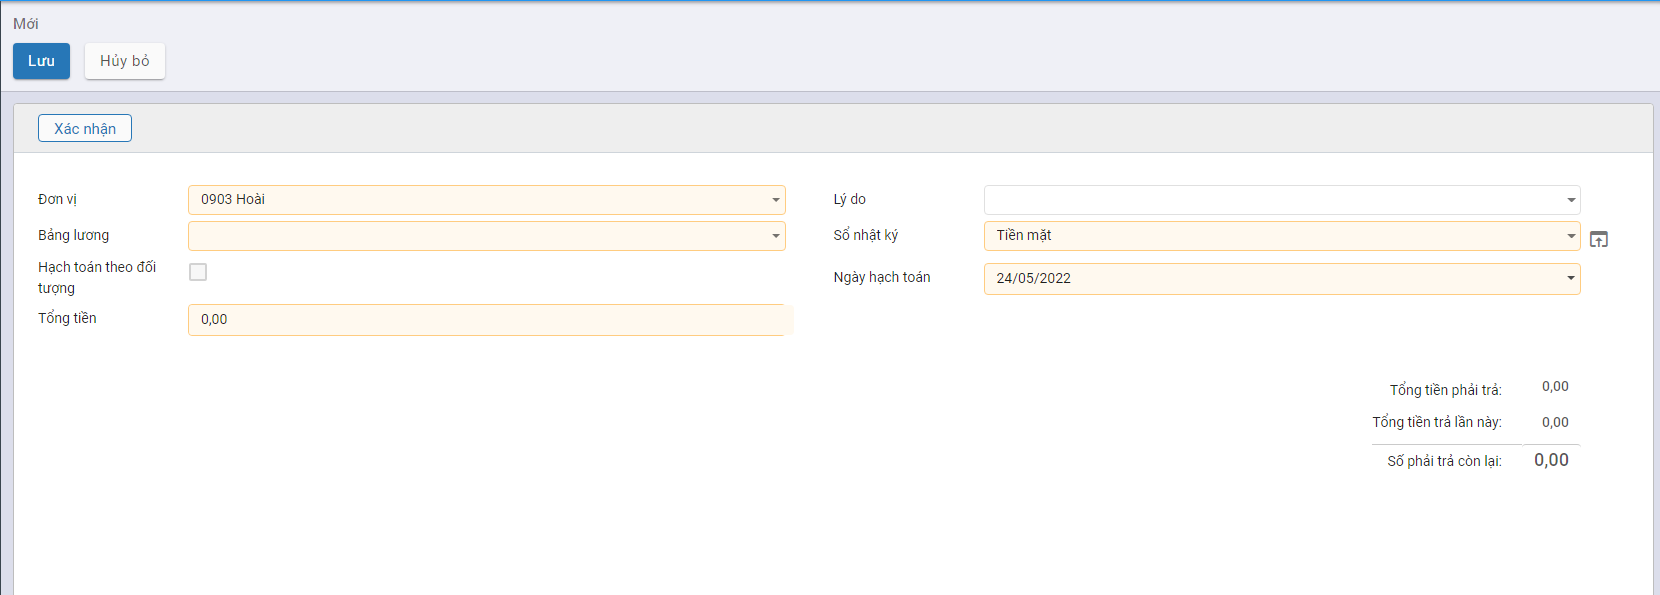 Mới
Lưu Hủy bỏ
Xác nhận
Đơn vị 0903 Hoài Lý do
Bảng lương Sổ nhật ký Tiền mặt
Hạch toán theo đối
tượng
Ngày hạch toán 24/05/2022
Tổng tiền 0,00
Tổng tiền phải trả: 0,00
Tổng tiền trả lần này: 0,00
Số phải trả còn lại: 0,00